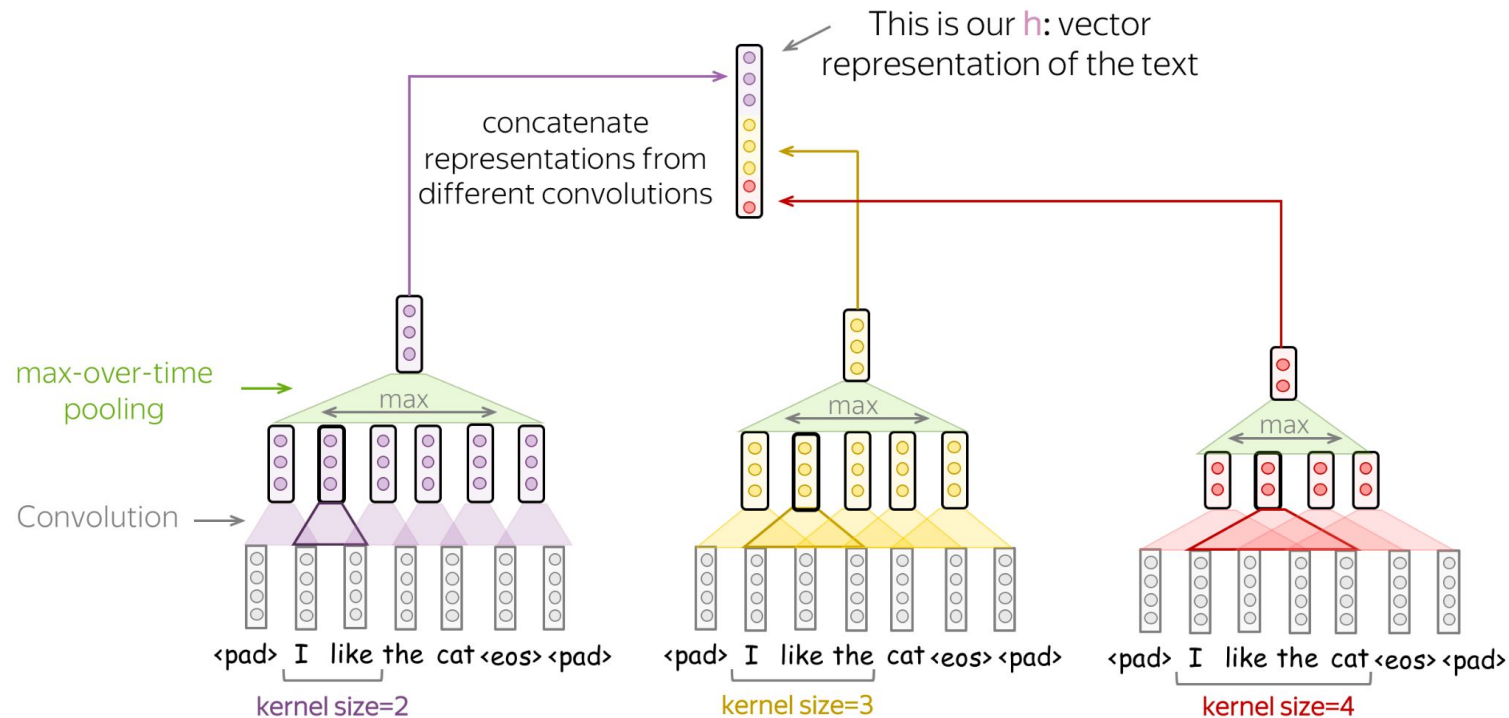 This is our h: vector
representation of the text
concatenate
representations from
different convolutions
max-over-time
pooling
max
max
max
Convolution
<pad> I like the cat <eos> <pad>
<pad> I like the cat <eos> <pad>
<pad> I like the cat <eos> <pad>
kernel size=2
kernel size=3
kernel size=4